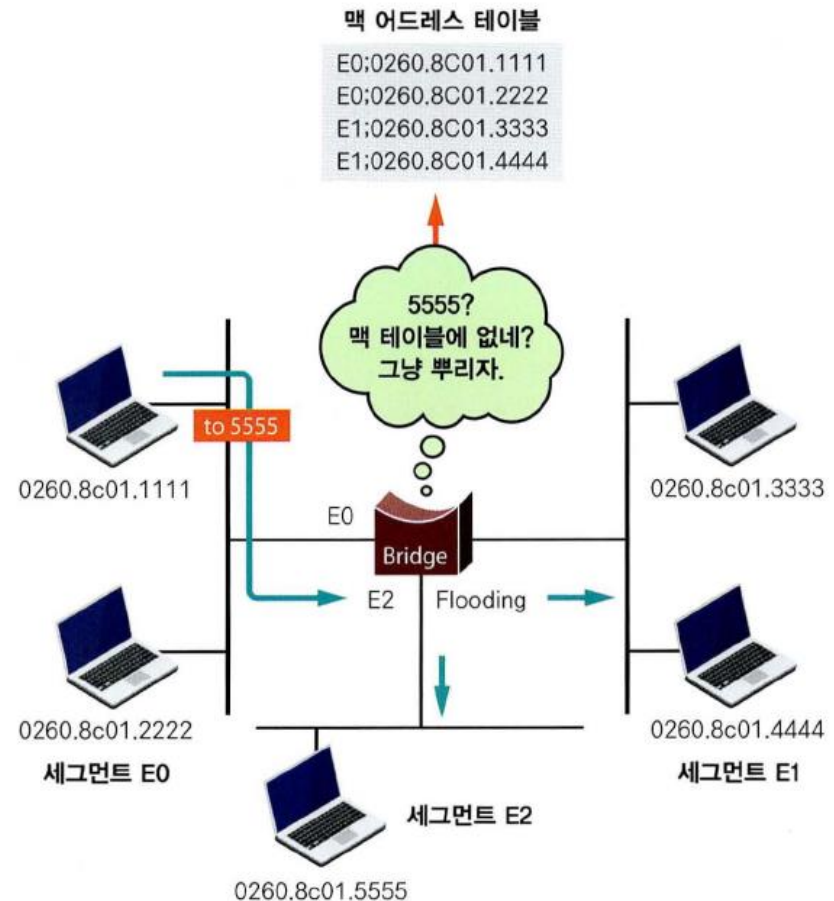 맥 어드레스 테이블
E0;0260.8C01.1111
E0;0260.8C01.2222
E1;0260.8C01.3333
E1;0260.8C01.4444
5555?
맥 테이블에 없네?
그냥 뿌리자.
to 5555
0260.8c01.1111
0260.8c01.3333
E0
Bridge
E2
Flooding
0260.8c01.2222
0260.8c01.4444
세그먼트 E0
세그먼트 E1
세그먼트 E2
0260.8c01.5555